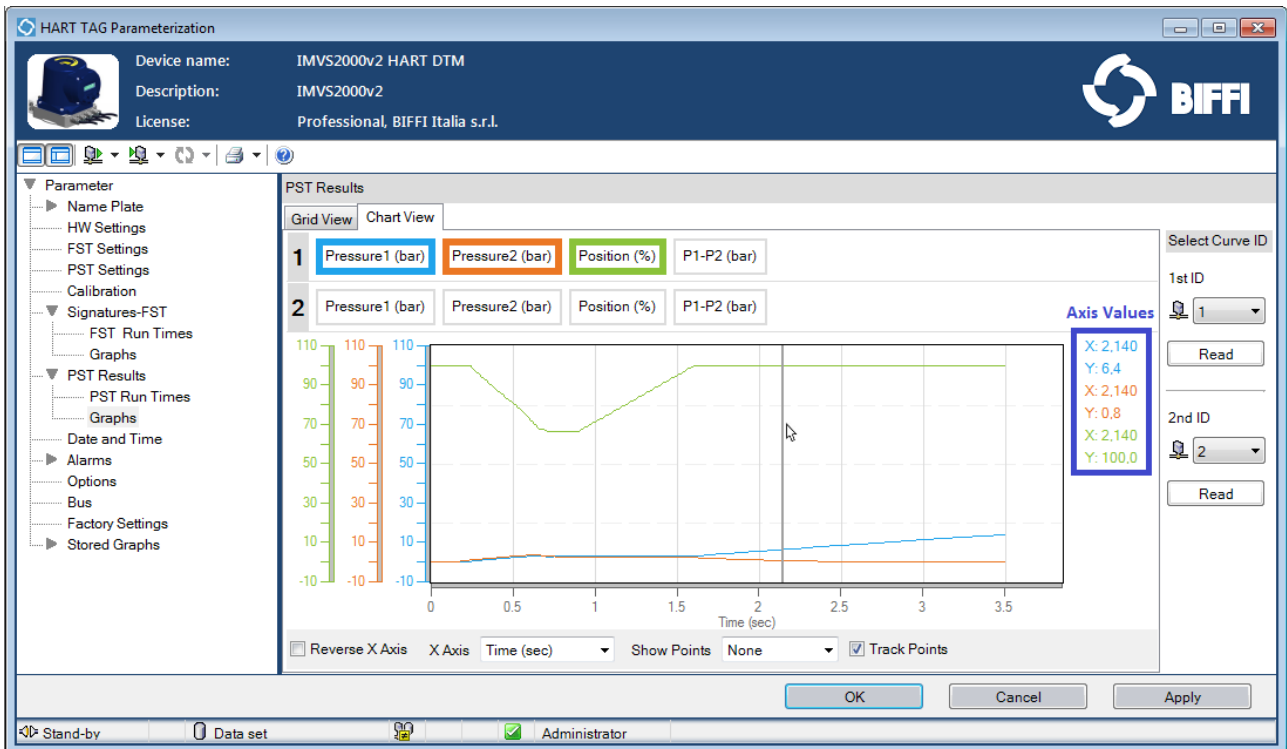 HART TAG Parameterization
Device name: IMVS2000v2 HART DTM
Description: IMVS2000v2
License: Professional, BIFFI Italia s.r.l.
BIFFI
Parameter
Name Plate
HW Settings
FST Settings
PST Settings
Calibration
Signatures-FST
FST Run Times
Graphs
PST Results
PST Run Times
Graphs
Date and Time
Alarms
Options
Bus
Factory Settings
Stored Graphs
PST Results
Grid View Chart View
1 Pressure1 (bar) Pressure2 (bar) Position (%) P1-P2 (bar)
2 Pressure1 (bar) Pressure2 (bar) Position (%) P1-P2 (bar)
Axis Values
X: 2,140
Y: 6,4
X: 2,140
Y: 0,8
X: 2,140
Y: 100,0
110 110 110
90 90 90
70 70 70
50 50 50
30 30 30
10 10 10
-10 -10 -10
0 0.5 1 1.5 2 2.5 3 3.5
Time (sec)
Reverse X Axis X Axis Time (sec) Show Points None Track Points
Select Curve ID
1st ID
1
Read
2nd ID
2
Read
OK Cancel Apply
Stand-by Data set Administrator